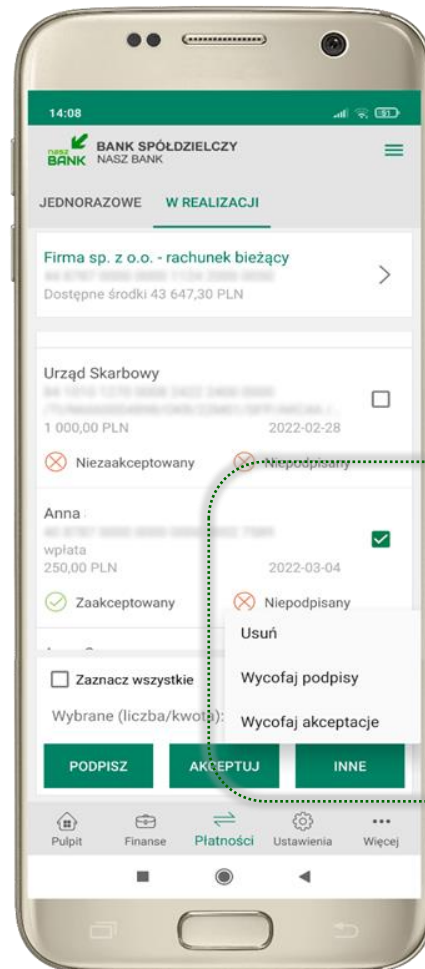 14:08
51
nasz BANK
BANK SPÓŁDZIELCZY
NASZ BANK
JEDNORAZOWE W REALIZACJI
Firma sp. z o.o. - rachunek bieżący
Dostępne środki 43 647,30 PLN
Urząd Skarbowy
1 000,00 PLN 2022-02-28
Niezaakceptowany Niepodpisany
Anna
wpłata
250,00 PLN 2022-03-04
Zaakceptowany Niepodpisany
Usuń
Wycofaj podpisy
Wycofaj akceptacje
Zaznacz wszystkie
Wybrane (liczba/kwota):
PODPISZ AKCEPTUJ INNE
Pulpit Finanse Płatności Ustawienia Więcej